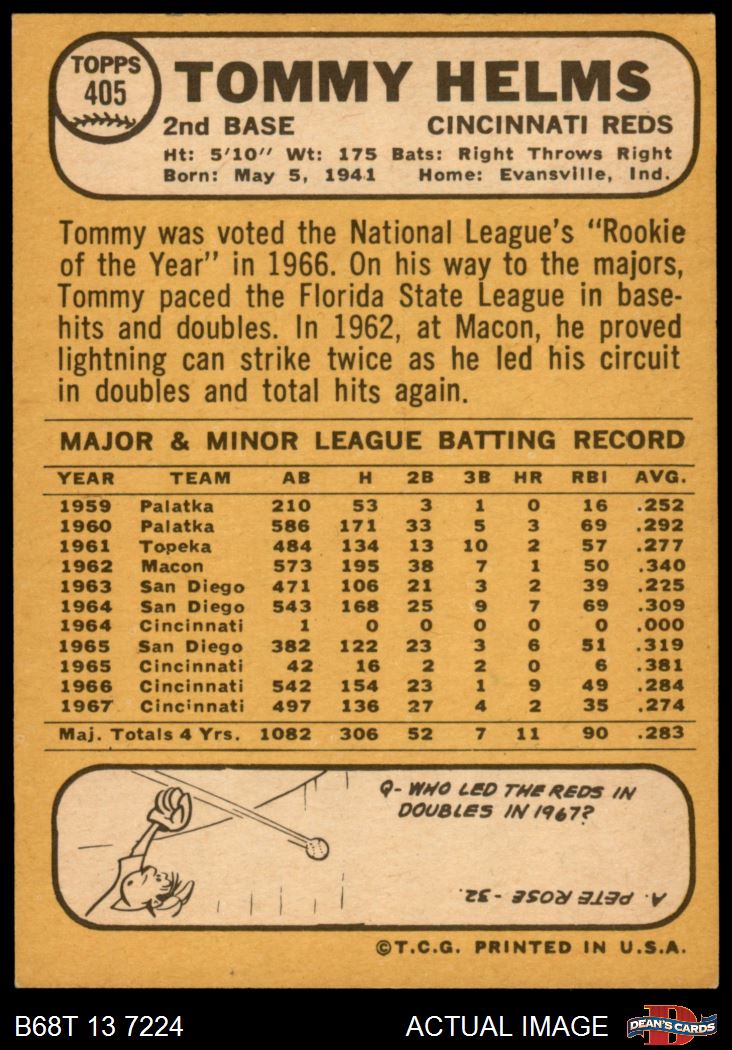 TOPPS
405
TOMMY HELMS
2nd BASE CINCINNATI REDS
Ht: 5'10" Wt: 175 Bats: Right Throws Right
Born: May 5, 1941 Home: Evansville, Ind.
Tommy was voted the National League's "Rookie
of the Year" in 1966. On his way to the majors,
Tommy paced the Florida State League in base-
hits and doubles. In 1962, at Macon, he proved
lightning can strike twice as he led his circuit
in doubles and total hits again.
MAJOR & MINOR LEAGUE BATTING RECORD
YEAR TEAM AB H 2B 3B HR RBI AVG.
1959 Palatka 210 53 3 1 0 16 .252
1960 Palatka 586 171 33 5 3 69 .292
1961 Topeka 484 134 13 10 2 57 .277
1962 Macon 573 195 38 7 1 50 .340
1963 San Diego 471 106 21 3 2 39 .225
1964 San Diego 543 168 25 9 7 69 .309
1964 Cincinnati 1 0 0 0 0 0 .000
1965 San Diego 382 122 23 3 6 51 .319
1965 Cincinnati 42 16 2 2 0 6 .381
1966 Cincinnati 542 154 23 1 9 49 .284
1967 Cincinnati 497 136 27 4 2 35 .274
Maj. Totals 4 Yrs. 1082 306 52 7 11 90 .283
Q- WHO LED THE REDS IN
DOUBLES IN 1967?
A. PETE ROSE - 32.
©T.C.G. PRINTED IN U.S.A.
B68T 13 7224 ACTUAL IMAGE
D
DEAN'S CARDS